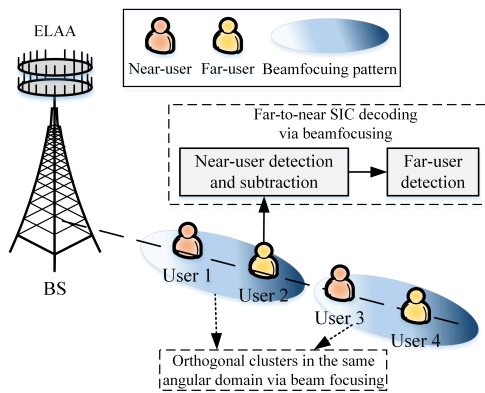 ELAA
Near-user
Far-user
Beamfocuing pattern
Far-to-near SIC decoding
via beamfocusing
Near-user detection
and subtraction
Far-user
detection
User 1
User 2
User 3
User 4
BS
Orthogonal clusters in the same
angular domain via beam focusing